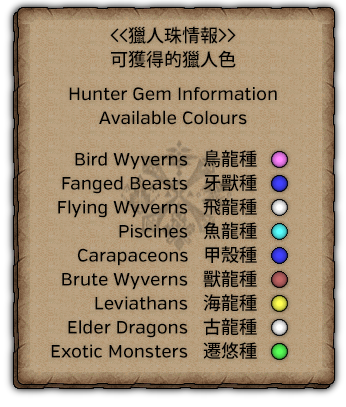 <<獵人珠情報>>
可獲得的獵人色
Hunter Gem Information
Available Colours
Bird Wyverns 鳥龍種
Fanged Beasts 牙獸種
Flying Wyverns 飛龍種
Piscines 魚龍種
Carapaceons 甲殼種
Brute Wyverns 獸龍種
Leviathans 海龍種
Elder Dragons 古龍種
Exotic Monsters 遷悠種